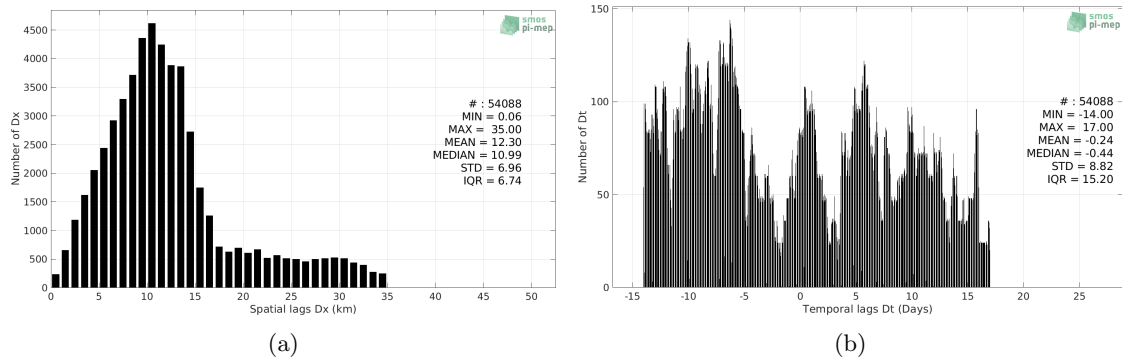 smos
pi-mep
4500
4000
3500
3000
2500
2000
1500
1000
500
0
Number of Dx
# : 54088
MIN = 0.06
MAX = 35.00
MEAN = 12.30
MEDIAN = 10.99
STD = 6.96
IQR = 6.74
0 5 10 15 20 25 30 35 40 45 50
Spatial lags Dx (km)
(a)
smos
pi-mep
150
100
50
0
Number of Dt
# : 54088
MIN = -14.00
MAX = 17.00
MEAN = -0.24
MEDIAN = -0.44
STD = 8.82
IQR = 15.20
-15 -10 -5 0 5 10 15 20 25
Temporal lags Dt (Days)
(b)